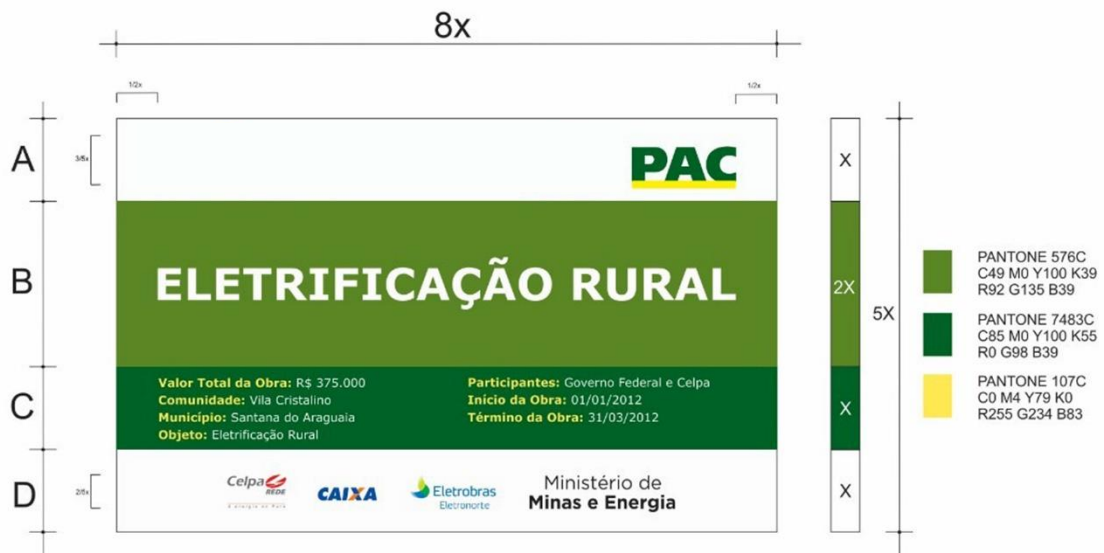 8x
1/2x
1/2x
A
3/5x
PAC
X
B
ELETRIFICAÇÃO RURAL
2X
5X
PANTONE 576C
C49 M0 Y100 K39
R92 G135 B39
PANTONE 7483C
C85 M0 Y100 K55
R0 G98 B39
PANTONE 107C
C0 M4 Y79 K0
R255 G234 B83
C
Valor Total da Obra: R$ 375.000
Comunidade: Vila Cristalino
Município: Santana do Araguaia
Objeto: Eletrificação Rural
Participantes: Governo Federal e Celpa
Início da Obra: 01/01/2012
Término da Obra: 31/03/2012
X
D
2/5x
Celpa
REDE
CAIXA
Eletrobras
Eletronorte
Ministério de
Minas e Energia
X